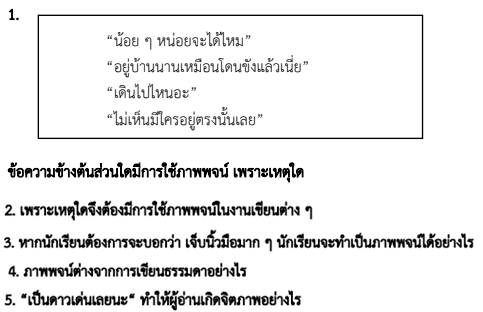 1.
“น้อย ๆ หน่อยจะได้ไหม”
“อยู่บ้านนานเหมือนโดนขังแล้วเนี่ย”
“เดินไปไหนอะ”
“ไม่เห็นมีใครอยู่ตรงนั้นเลย”
ข้อความข้างต้นส่วนใดมีการใช้ภาพพจน์ เพราะเหตุใด
2. เพราะเหตุใดจึงต้องมีการใช้ภาพพจน์ในงานเขียนต่าง ๆ
3. หากนักเรียนต้องการจะบอกว่า เจ็บนิ้วมือมาก ๆ นักเรียนจะทำเป็นภาพพจน์ได้อย่างไร
4. ภาพพจน์ต่างจากการเขียนธรรมดาอย่างไร
5. “เป็นดาวเด่นเลยนะ“ ทำให้ผู้อ่านเกิดจิตภาพอย่างไร